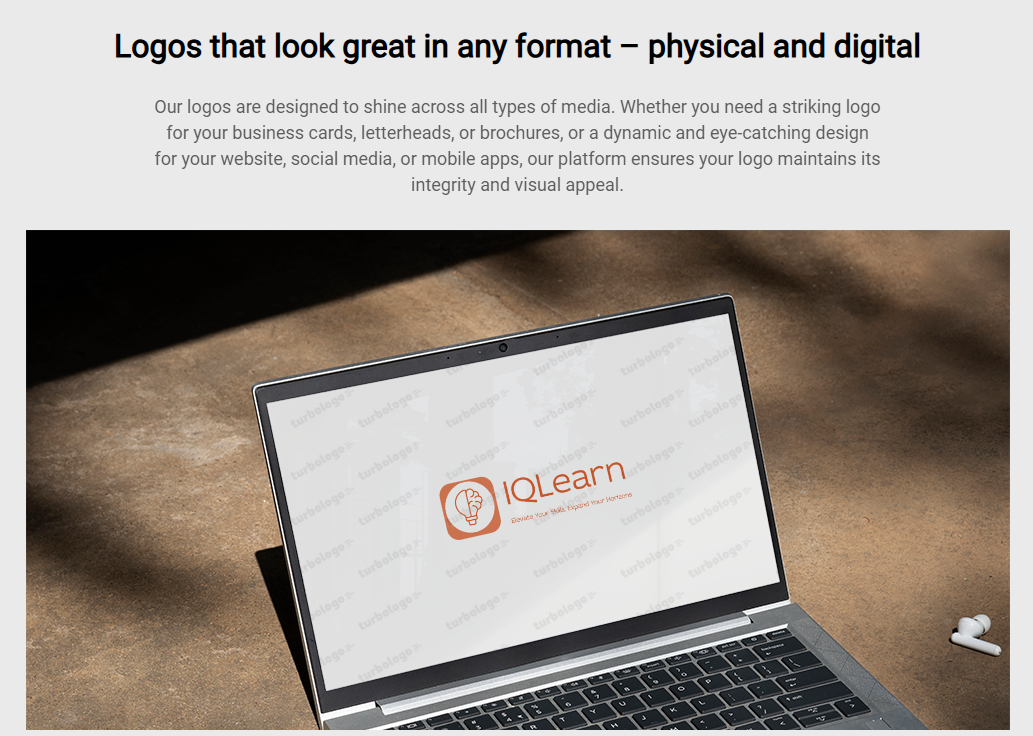 Logos that look great in any format – physical and digital
Our logos are designed to shine across all types of media. Whether you need a striking logo
for your business cards, letterheads, or brochures, or a dynamic and eye-catching design
for your website, social media, or mobile apps, our platform ensures your logo maintains its
integrity and visual appeal.
turbologo
IQLearn
Elevate Your Skills, Expand Your Horizons